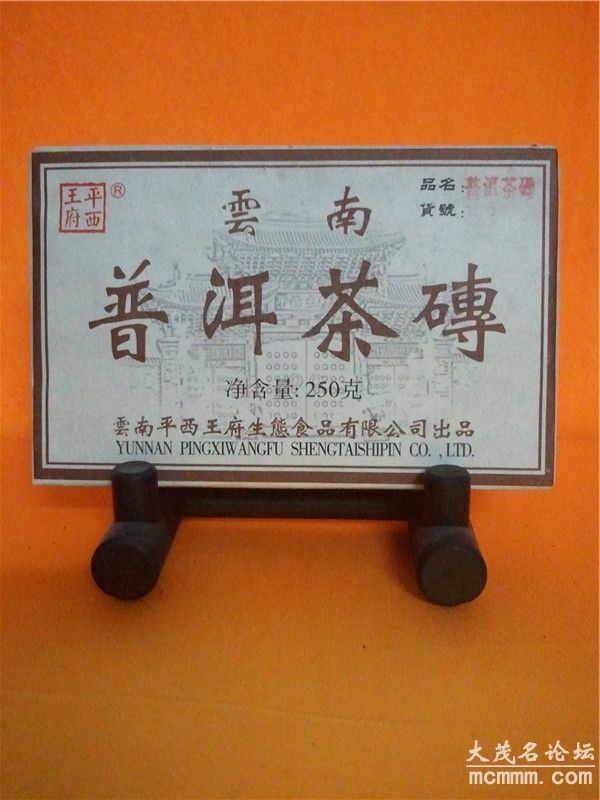 平西王府®
品名:普洱茶磚
貨號:
雲南
普洱茶磚
净含量:250克
雲南平西王府生態食品有限公司出品
YUNNAN PINGXIWANGFU SHENGTAISHIPIN CO. ,LTD.
大茂名论坛
mcmmm.com